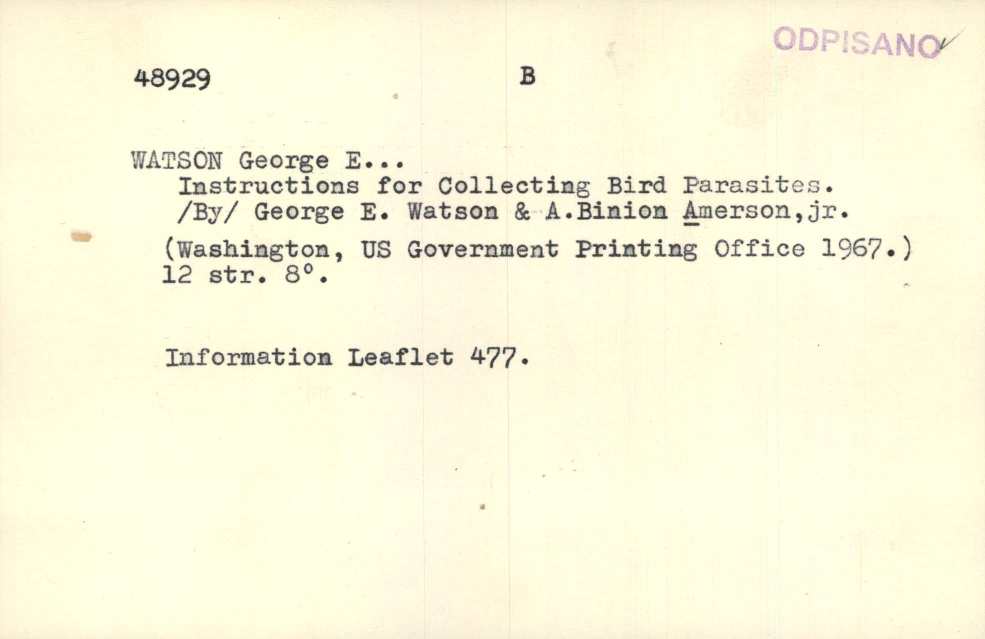 ODPISANO
48929 B
WATSON George E...
Instructions for Collecting Bird Parasites.
/By/ George E. Watson & A.Binion Amerson,jr.
(Washington, US Government Printing Office 1967.)
12 str. 8°.
Information Leaflet 477.